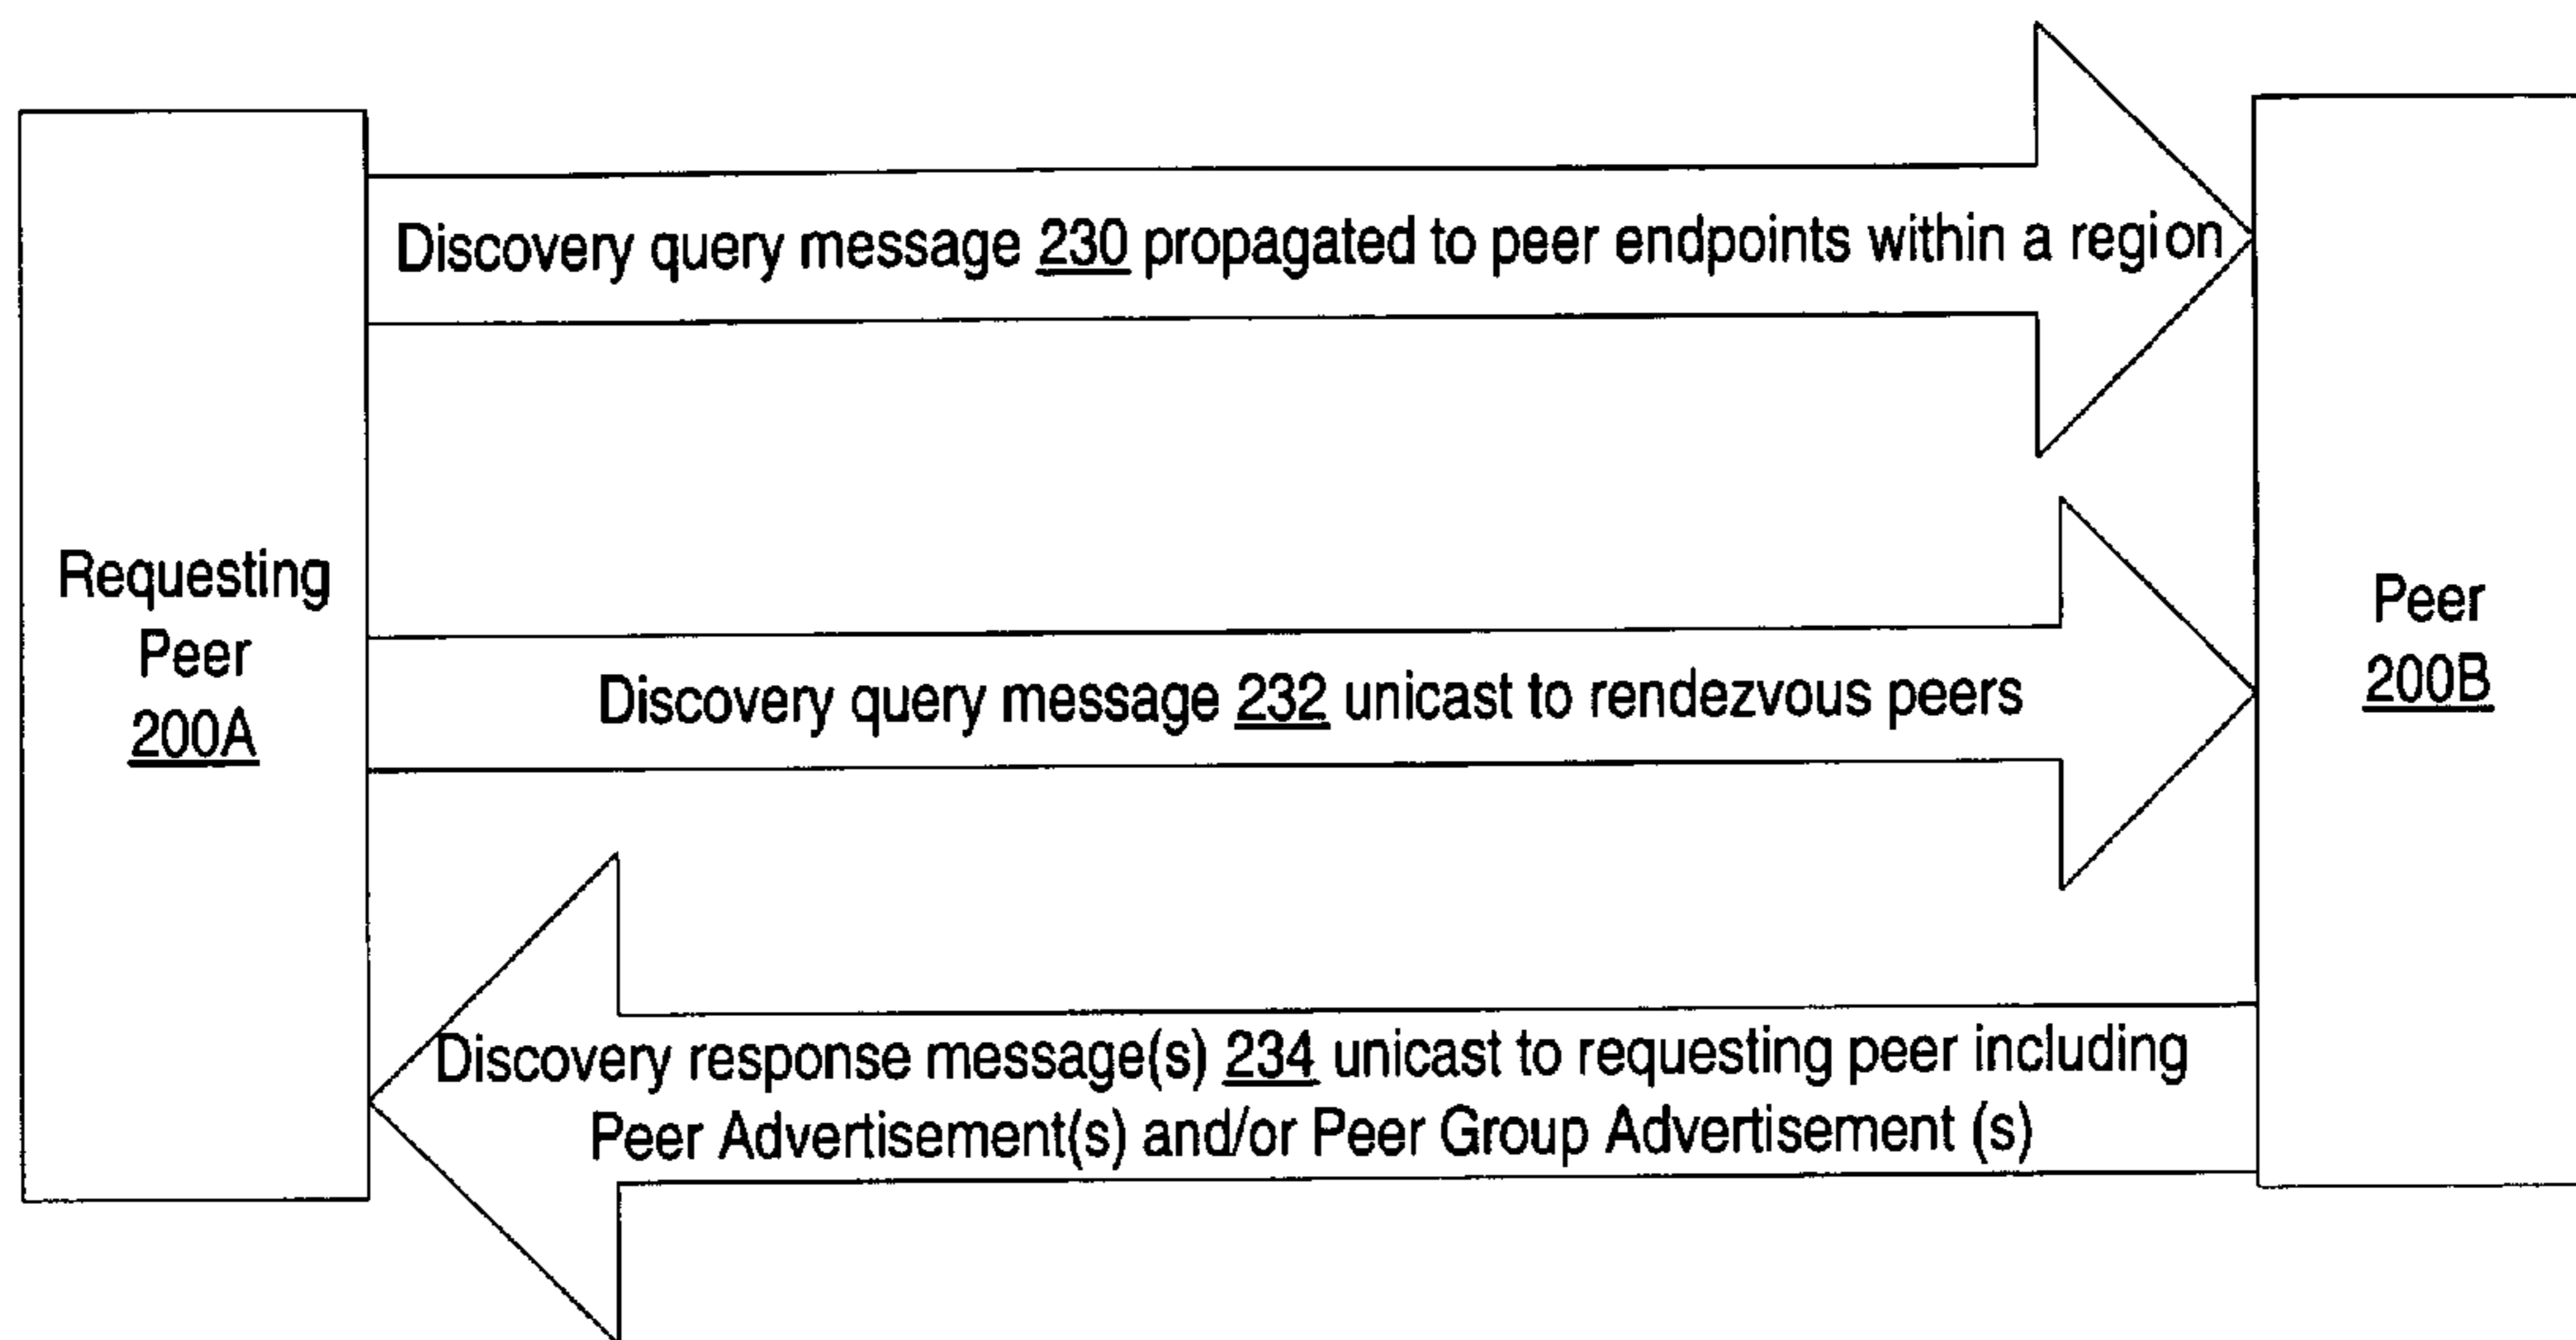 Discovery query message 230 propagated to peer endpoints within a region
Requesting
Peer
200A
Peer
200B
Discovery query message 232 unicast to rendezvous peers
Discovery response message(s) 234 unicast to requesting peer including
Peer Advertisement(s) and/or Peer Group Advertisement (s)